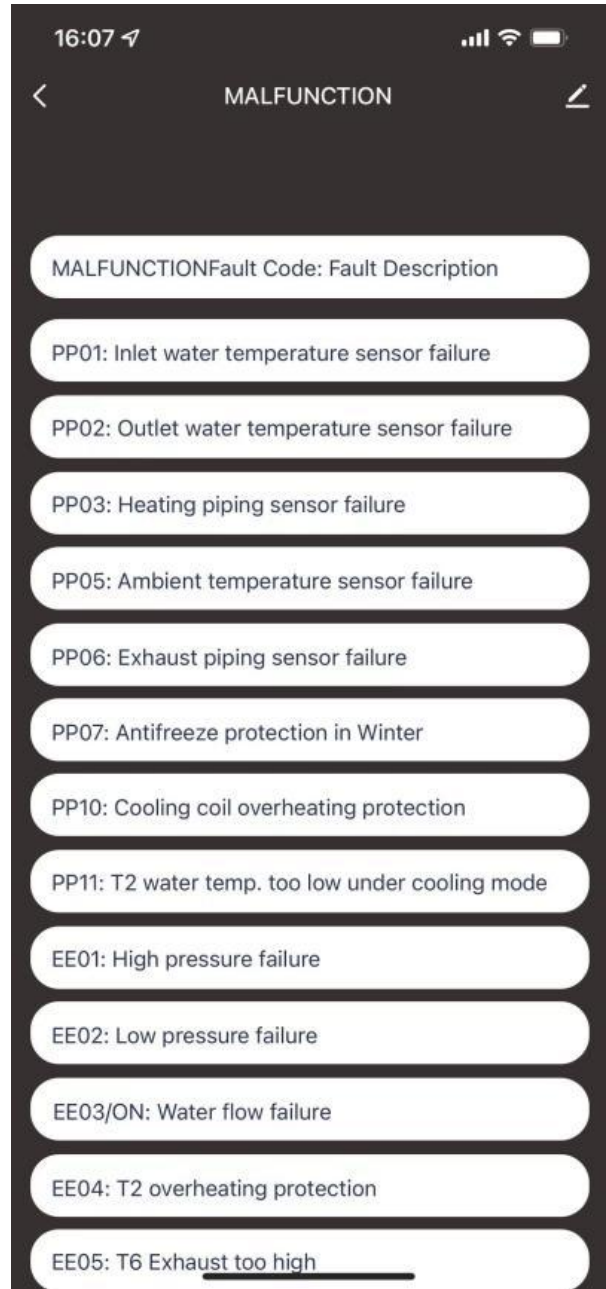 16:07
MALFUNCTION
MALFUNCTIONFault Code: Fault Description
PP01: Inlet water temperature sensor failure
PP02: Outlet water temperature sensor failure
PP03: Heating piping sensor failure
PP05: Ambient temperature sensor failure
PP06: Exhaust piping sensor failure
PP07: Antifreeze protection in Winter
PP10: Cooling coil overheating protection
PP11: T2 water temp. too low under cooling mode
EE01: High pressure failure
EE02: Low pressure failure
EE03/ON: Water flow failure
EE04: T2 overheating protection
EE05: T6 Exhaust too high